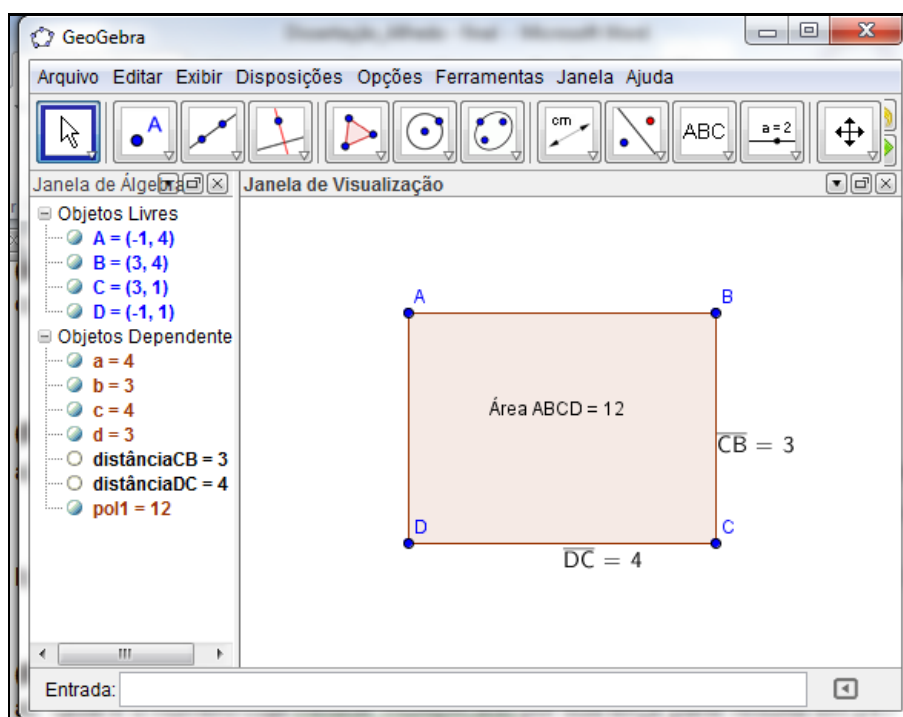 GeoGebra
Arquivo Editar Exibir Disposições Opções Ferramentas Janela Ajuda
A cm ABC a=2
Janela de Álgebra
Janela de Visualização
Objetos Livres
A = (-1, 4)
B = (3, 4)
C = (3, 1)
D = (-1, 1)
Objetos Dependente
a = 4
b = 3
c = 4
d = 3
distânciaCB = 3
distânciaDC = 4
pol1 = 12
A B
Área ABCD = 12
CB = 3
D C
DC = 4
Entrada: